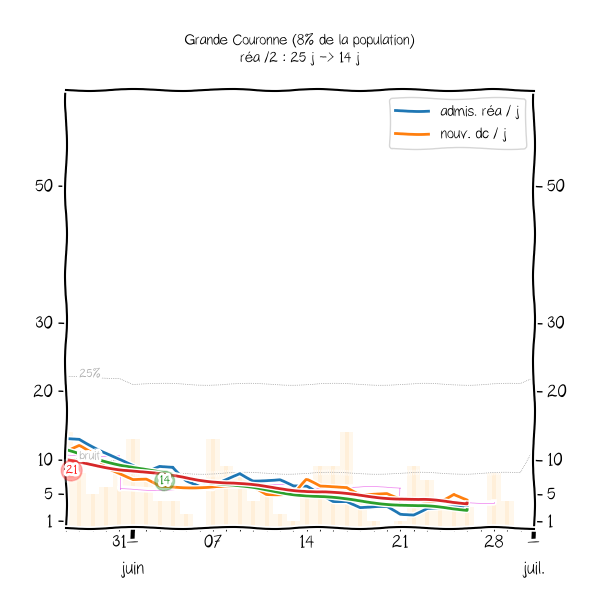 Grande Couronne (8% de la population)
réa /2 : 25 j -> 14 j
admis. réa / j
nouv. dc / j
50
50
30
30
25%
20
20
bruit
10
10
21
14
5
5
1
1
31
07
14
21
28
juin
juil.